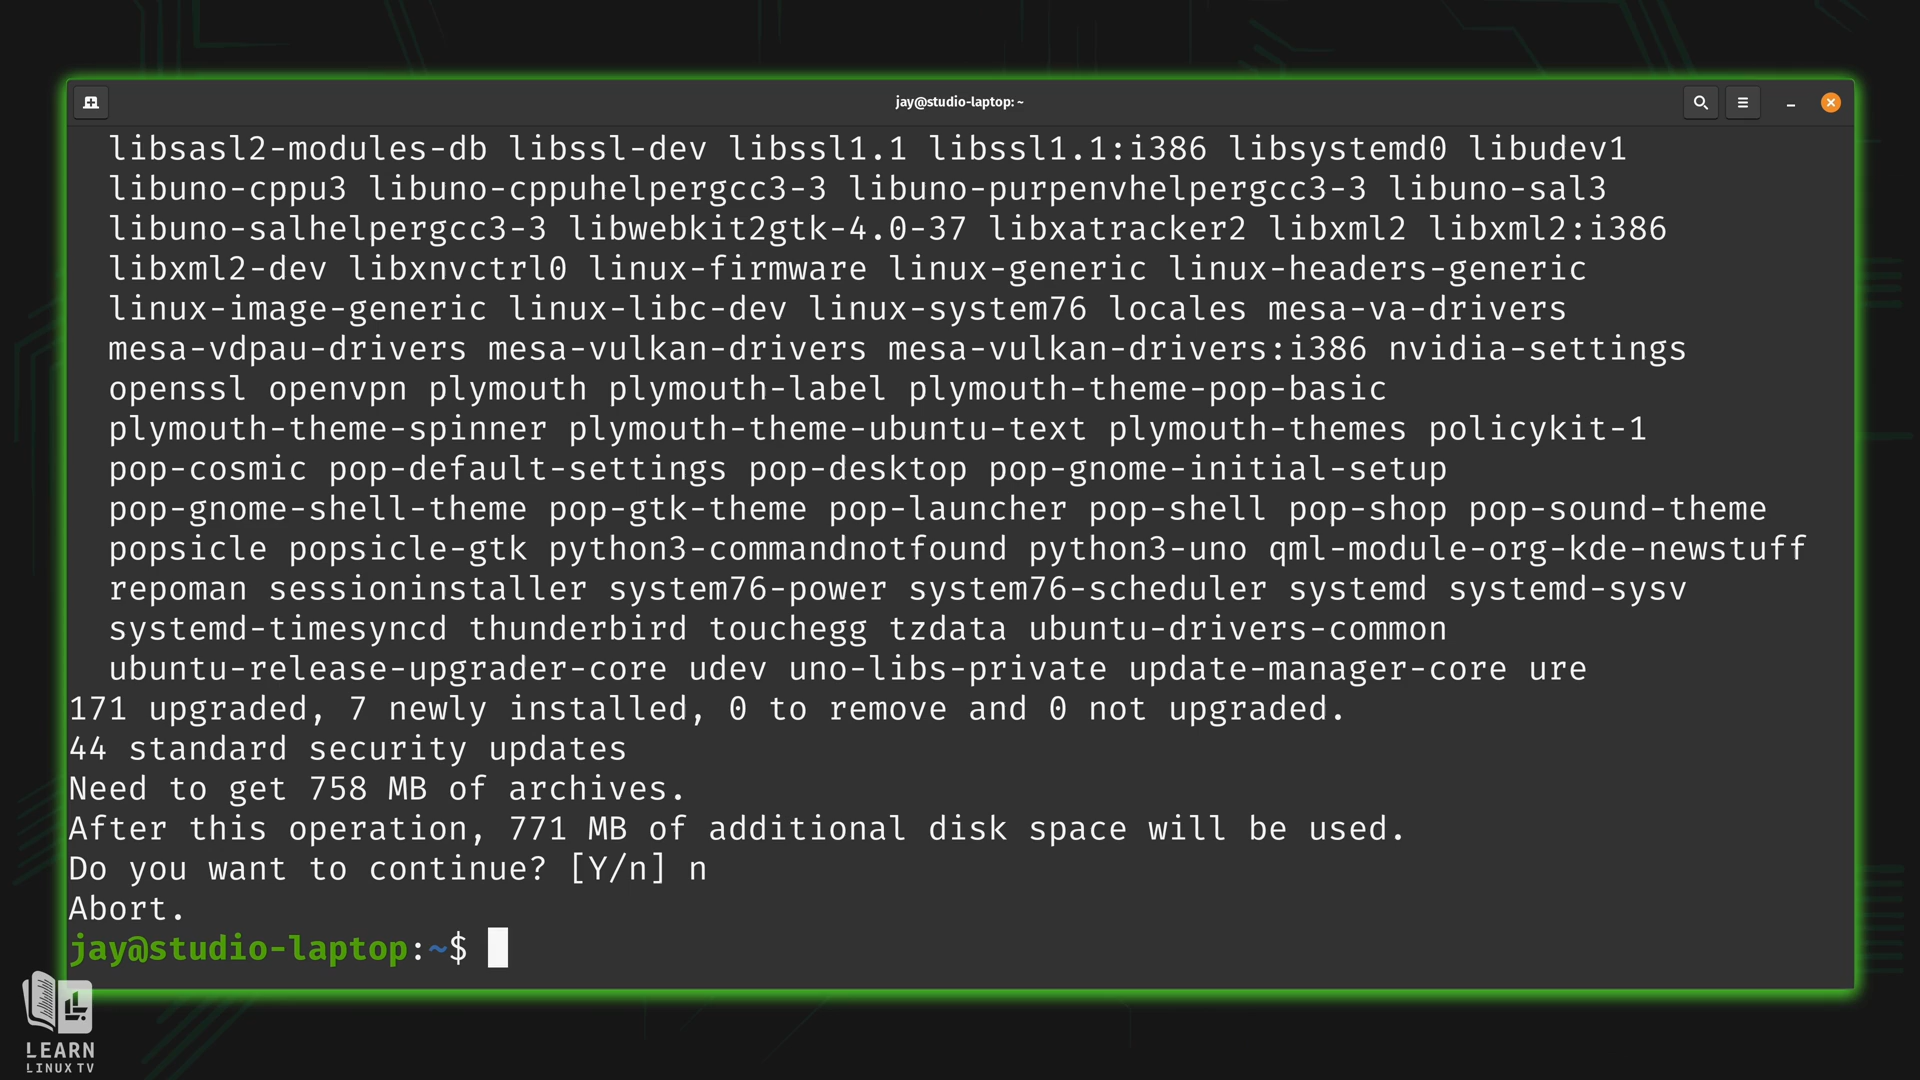 jay@studio-laptop: ~
libsasl2-modules-db libssl-dev libssl1.1 libssl1.1:i386 libsystemd0 libudev1
libuno-cppu3 libuno-cppuhelpergcc3-3 libuno-purpenvhelpergcc3-3 libuno-sal3
libuno-salhelpergcc3-3 libwebkit2gtk-4.0-37 libxatracker2 libxml2 libxml2:i386
libxml2-dev libxnvctrl0 linux-firmware linux-generic linux-headers-generic
linux-image-generic linux-libc-dev linux-system76 locales mesa-va-drivers
mesa-vdpau-drivers mesa-vulkan-drivers mesa-vulkan-drivers:i386 nvidia-settings
openssl openvpn plymouth plymouth-label plymouth-theme-pop-basic
plymouth-theme-spinner plymouth-theme-ubuntu-text plymouth-themes policykit-1
pop-cosmic pop-default-settings pop-desktop pop-gnome-initial-setup
pop-gnome-shell-theme pop-gtk-theme pop-launcher pop-shell pop-shop pop-sound-theme
popsicle popsicle-gtk python3-commandnotfound python3-uno qml-module-org-kde-newstuff
repoman sessioninstaller system76-power system76-scheduler systemd systemd-sysv
systemd-timesyncd thunderbird touchegg tzdata ubuntu-drivers-common
ubuntu-release-upgrader-core udev uno-libs-private update-manager-core ure
171 upgraded, 7 newly installed, 0 to remove and 0 not upgraded.
44 standard security updates
Need to get 758 MB of archives.
After this operation, 771 MB of additional disk space will be used.
Do you want to continue? [Y/n] n
Abort.
jay@studio-laptop:~$
L
LEARN
LINUX TV